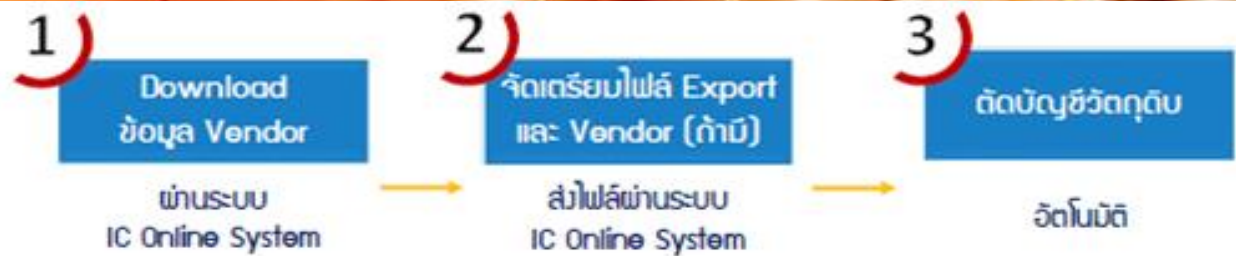 1
Download
ข้อมูล Vendor
ผ่านระบบ
IC Online System
2
จัดเตรียมไฟล์ Export
และ Vendor (ถ้ามี)
ส่งไฟล์ผ่านระบบ
IC Online System
3
ตัดบัญชีวัตถุดิบ
อัตโนมัติ